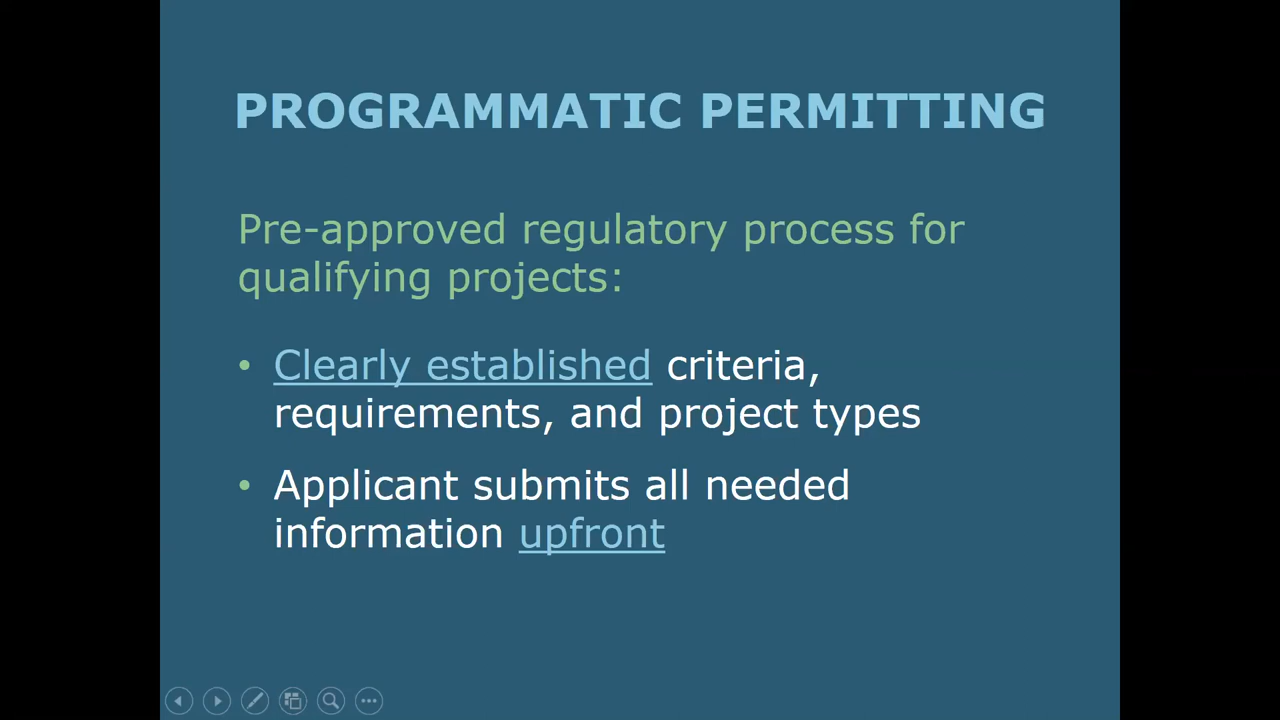 PROGRAMMATIC PERMITTING
Pre-approved regulatory process for
qualifying projects:
• Clearly established criteria,
requirements, and project types
• Applicant submits all needed
information upfront